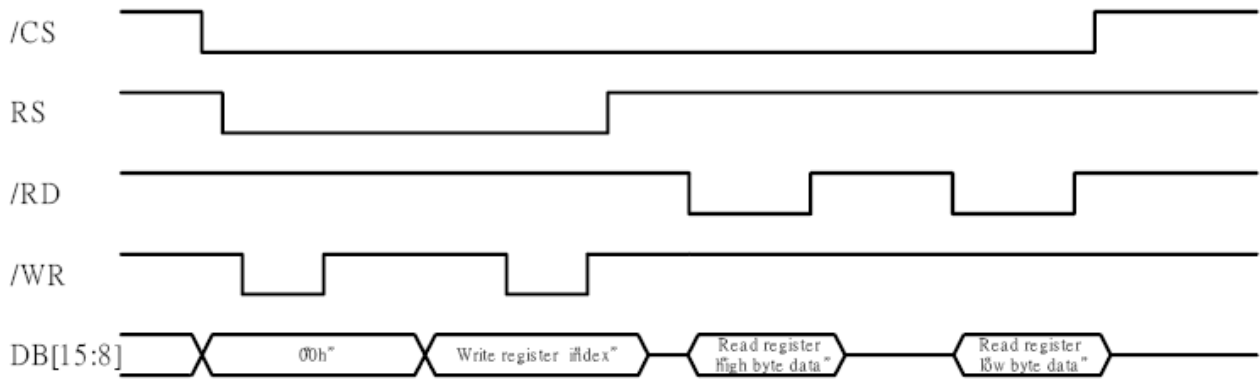 /CS
RS
/RD
/WR
DB[15:8]
"00h"
Write register "index"
Read register
"high byte data"
Read register
"low byte data"